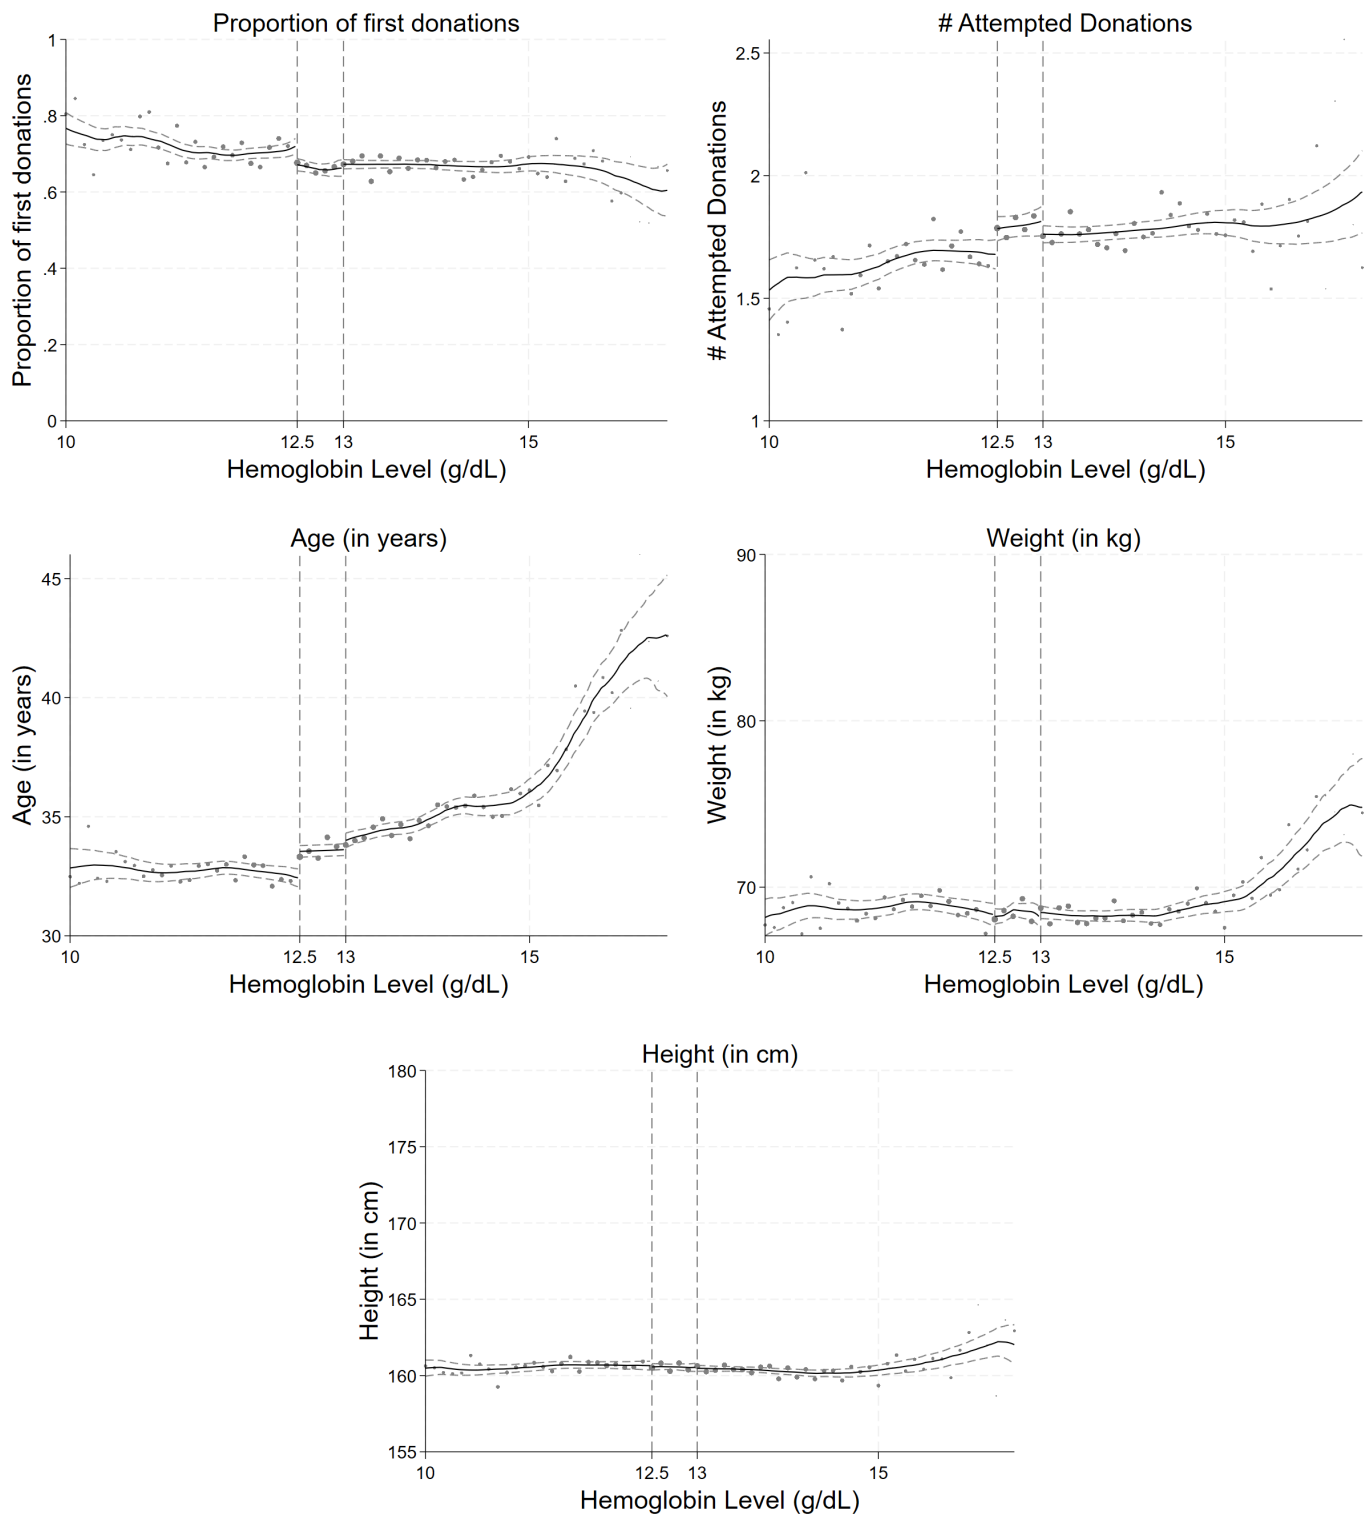 Proportion of first donations
Proportion of first donations
1
.8
.6
.4
.2
0
10
12.5
13
15
Hemoglobin Level (g/dL)
# Attempted Donations
# Attempted Donations
2.5
2
1.5
1
10
12.5
13
15
Hemoglobin Level (g/dL)
Age (in years)
Age (in years)
45
40
35
30
10
12.5
13
15
Hemoglobin Level (g/dL)
Weight (in kg)
Weight (in kg)
90
80
70
10
12.5
13
15
Hemoglobin Level (g/dL)
Height (in cm)
Height (in cm)
180
175
170
165
160
155
10
12.5
13
15
Hemoglobin Level (g/dL)